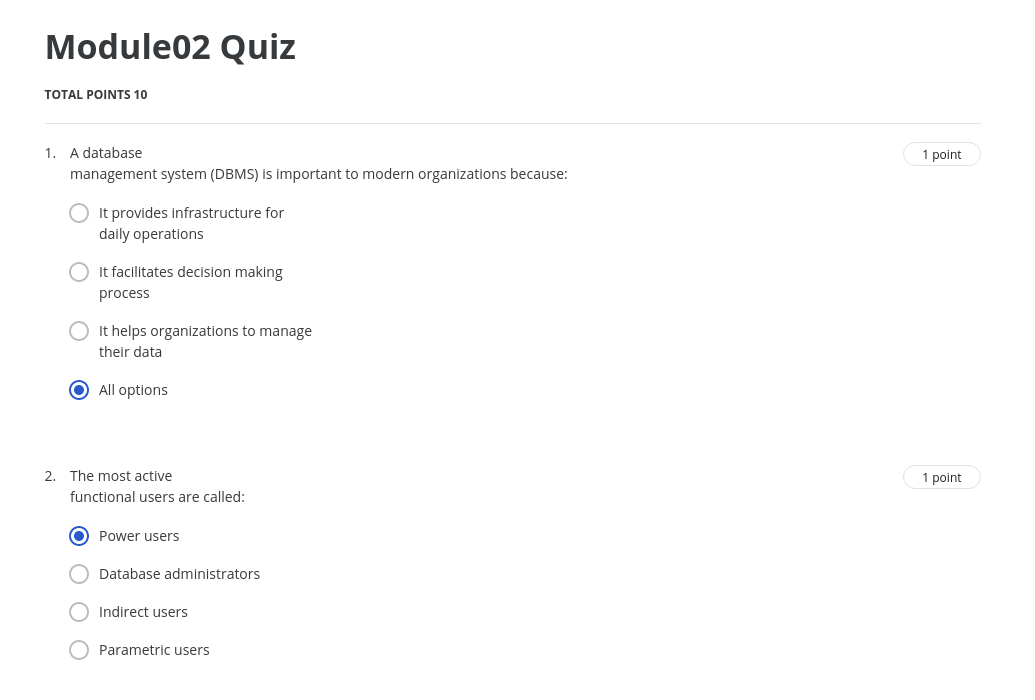 Module02 Quiz
TOTAL POINTS 10
1. A database
management system (DBMS) is important to modern organizations because:
1 point
It provides infrastructure for
daily operations
It facilitates decision making
process
It helps organizations to manage
their data
All options
2. The most active
functional users are called:
1 point
Power users
Database administrators
Indirect users
Parametric users